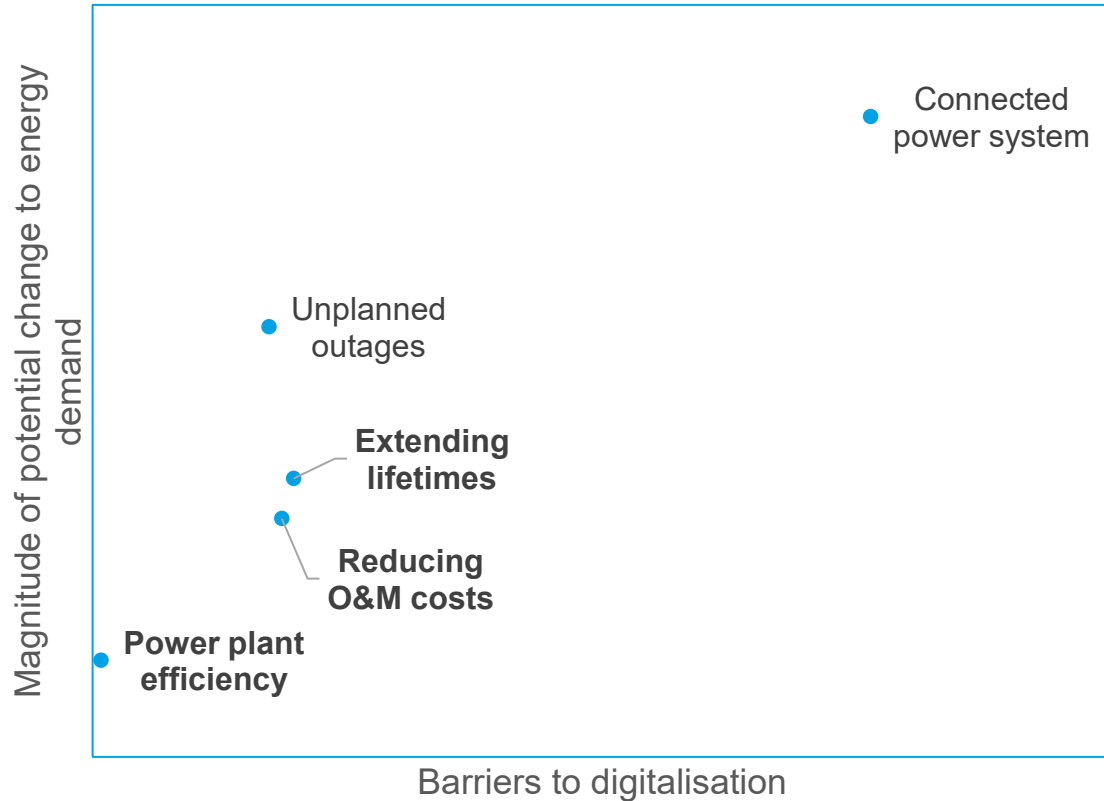 Magnitude of potential change to energy
demand
Connected
power system
Unplanned
outages
Extending
lifetimes
Reducing
O&M costs
Power plant
efficiency
Barriers to digitalisation